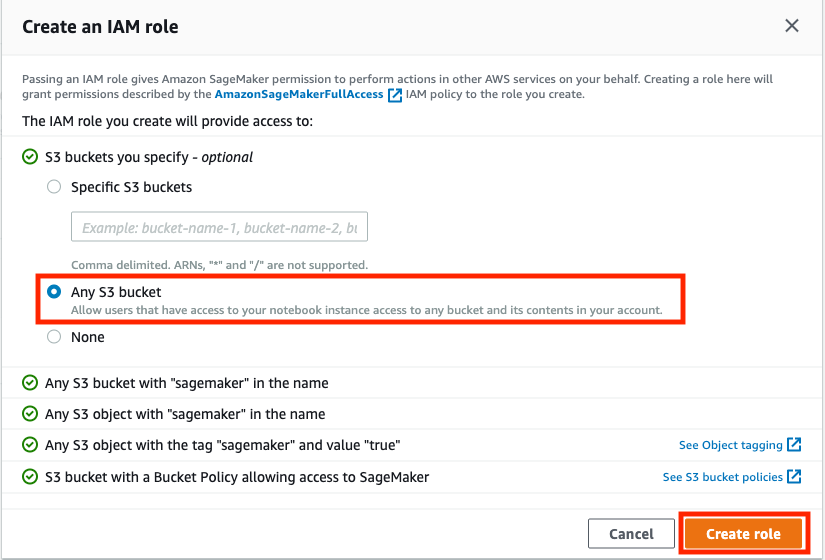 Create an IAM role
Passing an IAM role gives Amazon SageMaker permission to perform actions in other AWS services on your behalf. Creating a role here will
grant permissions described by the AmazonSageMakerFullAccess IAM policy to the role you create.
The IAM role you create will provide access to:
S3 buckets you specify - optional
Specific S3 buckets
Example: bucket-name-1, bucket-name-2, bu
Comma delimited. ARNs, "*" and "/" are not supported.
Any S3 bucket
Allow users that have access to your notebook instance access to any bucket and its contents in your account.
None
Any S3 bucket with "sagemaker" in the name
Any S3 object with "sagemaker" in the name
Any S3 object with the tag "sagemaker" and value "true" See Object tagging
S3 bucket with a Bucket Policy allowing access to SageMaker See S3 bucket policies
Cancel Create role